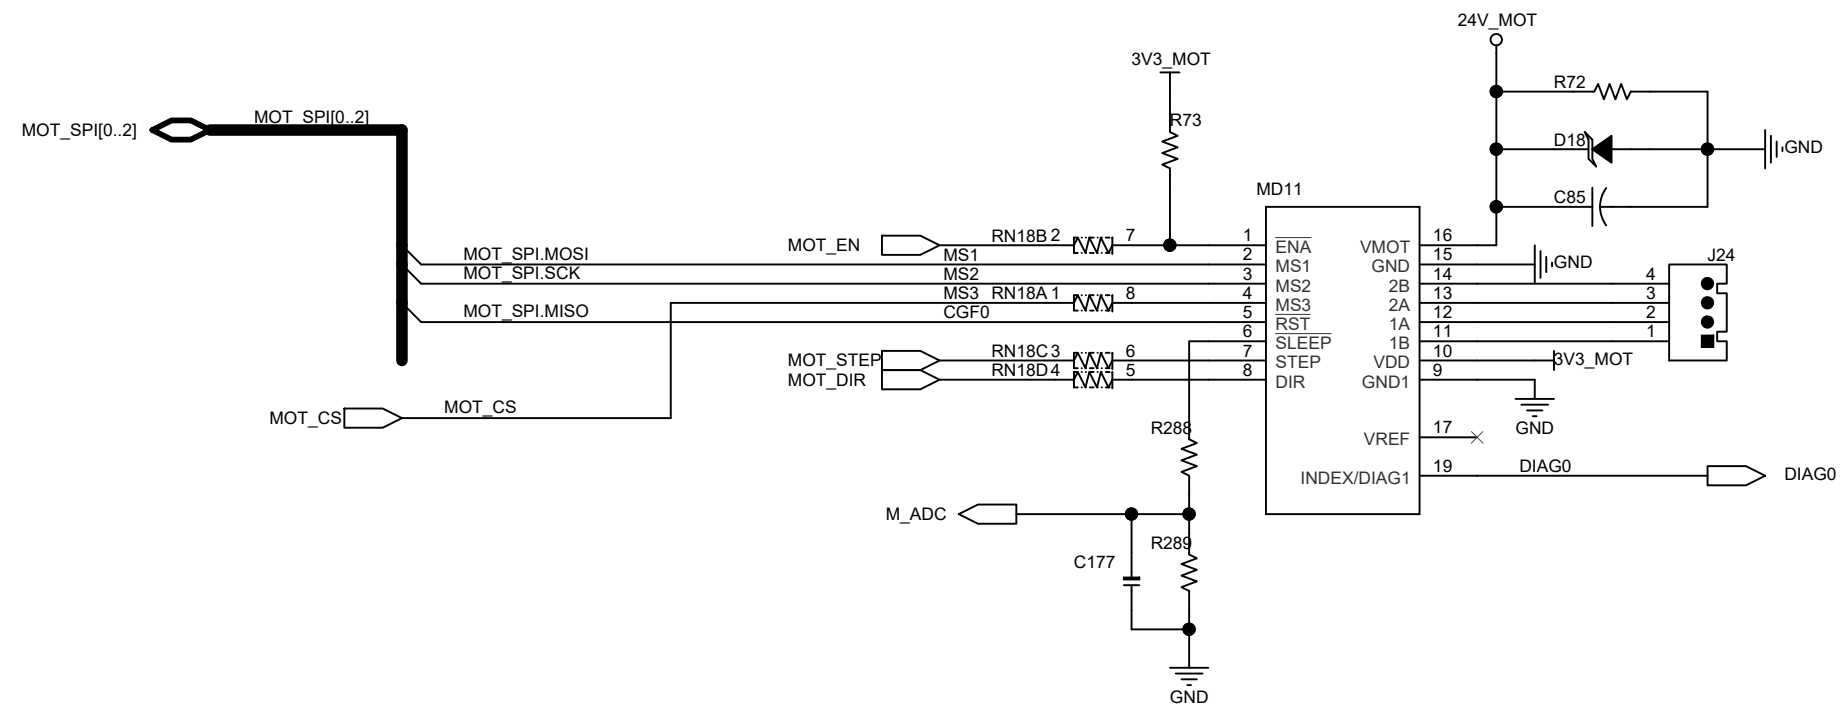 24V_MOT
3V3_MOT
R72
R73
MOT_SPI[0..2]
MOT_SPI[0..2]
D18
GND
MD11
C85
MOT_EN
RN18B 2
7
1
ENA
VMOT
16
MOT_SPI.MOSI
MS1
2
MS1
GND
15
GND
J24
MOT_SPI.SCK
MS2
3
MS2
2B
14
4
MS3
RN18A 1
8
4
MS3
2A
13
3
MOT_SPI.MISO
CGF0
5
RST
1A
12
2
6
SLEEP
1B
11
1
MOT_STEP
RN18C 3
6
7
STEP
VDD
10
3V3_MOT
MOT_DIR
RN18D 4
5
8
DIR
GND1
9
MOT_CS
MOT_CS
R288
GND
VREF
17
INDEX/DIAG1
19
DIAG0
DIAG0
M_ADC
R289
C177
GND